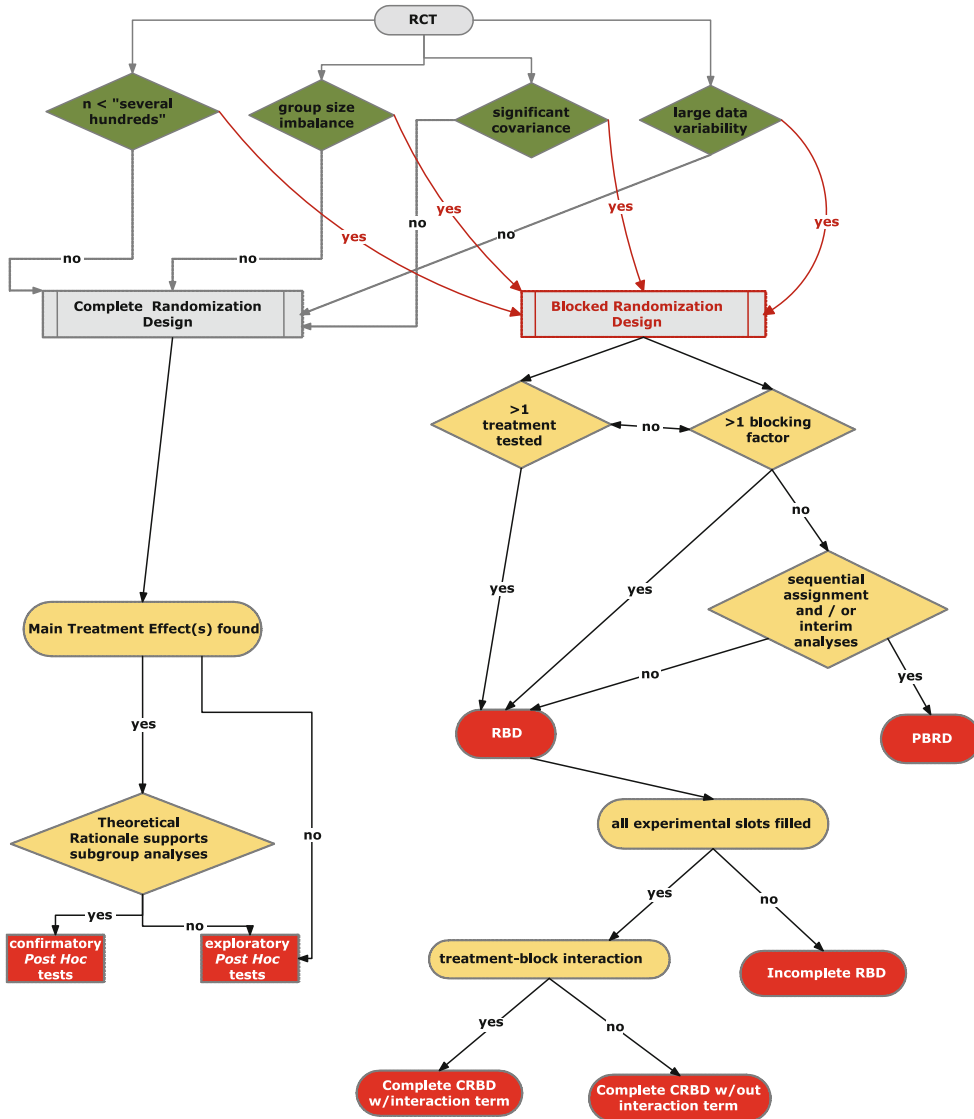 RCT
n < "several
hundreds"
group size
imbalance
significant
covariance
large data
variability
yes
yes
yes
yes
no
no
no
no
Complete Randomization
Design
Blocked Randomization
Design
>1
treatment
tested
no
>1 blocking
factor
no
yes
yes
sequential
assignment
and / or
interim
analyses
Main Treatment Effect(s) found
no
yes
yes
RBD
PBRD
Theoretical
Rationale supports
subgroup analyses
no
all experimental slots filled
yes
no
yes
no
confirmatory
Post Hoc
tests
exploratory
Post Hoc
tests
treatment-block interaction
Incomplete RBD
yes
no
Complete CRBD
w/interaction term
Complete CRBD w/out
interaction term